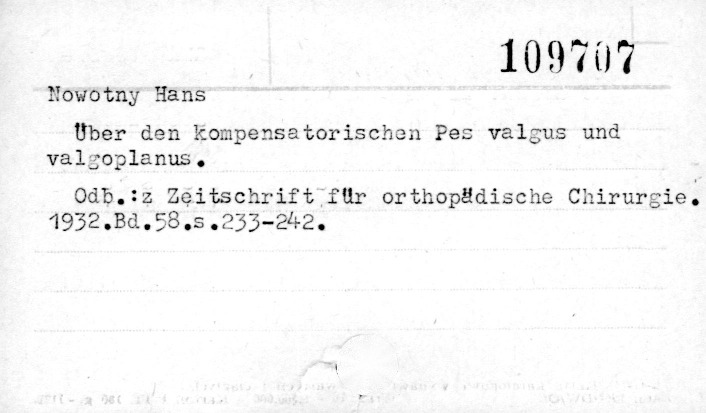 109707
Nowotny Hans
Über den kompensatorischen Pes valgus und
valgoplanus.
Odb.:z Zeitschrift für orthopädische Chirurgie.
1932.Bd.58.s.233-242.